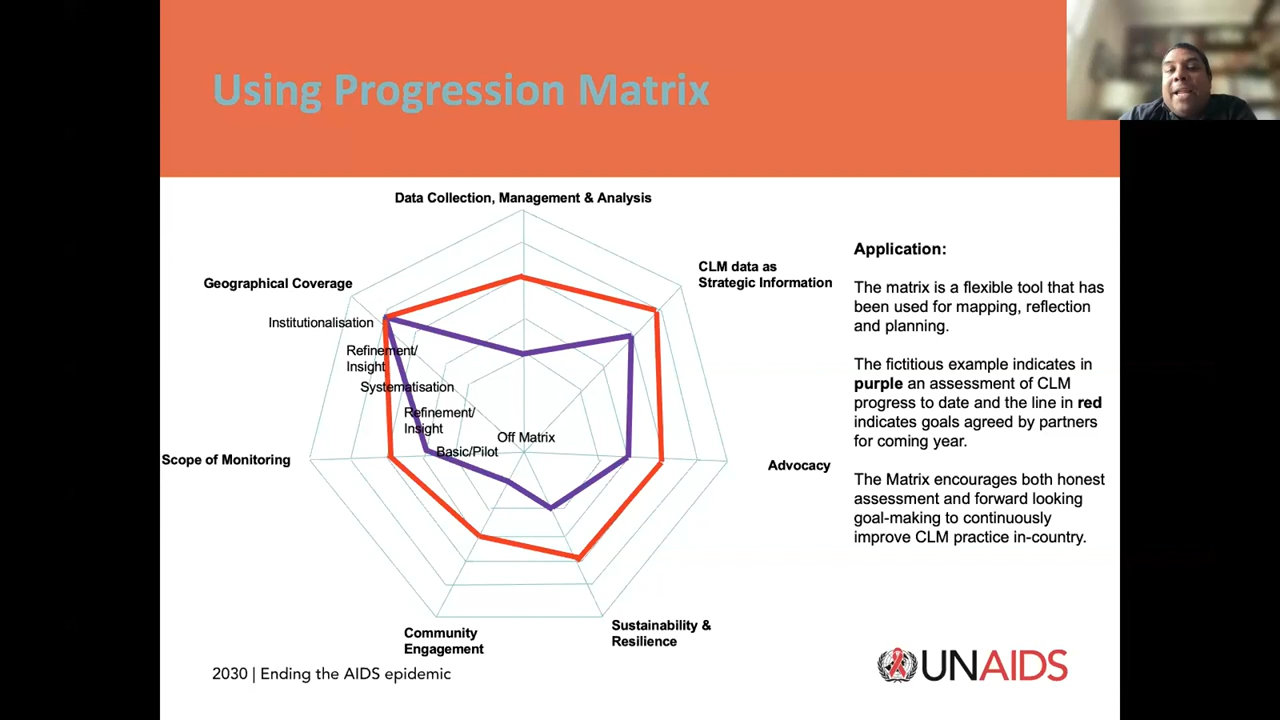 Using Progression Matrix
Data Collection, Management & Analysis
CLM data as
Strategic Information
Geographical Coverage
Institutionalisation
Refinement/
Insight
Systematisation
Refinement/
Insight
Off Matrix
Basic/Pilot
Scope of Monitoring
Advocacy
Community
Engagement
Sustainability &
Resilience
Application:
The matrix is a flexible tool that has
been used for mapping, reflection
and planning.
The fictitious example indicates in
purple an assessment of CLM
progress to date and the line in red
indicates goals agreed by partners
for coming year.
The Matrix encourages both honest
assessment and forward looking
goal-making to continuously
improve CLM practice in-country.
2030 | Ending the AIDS epidemic
UNAIDS